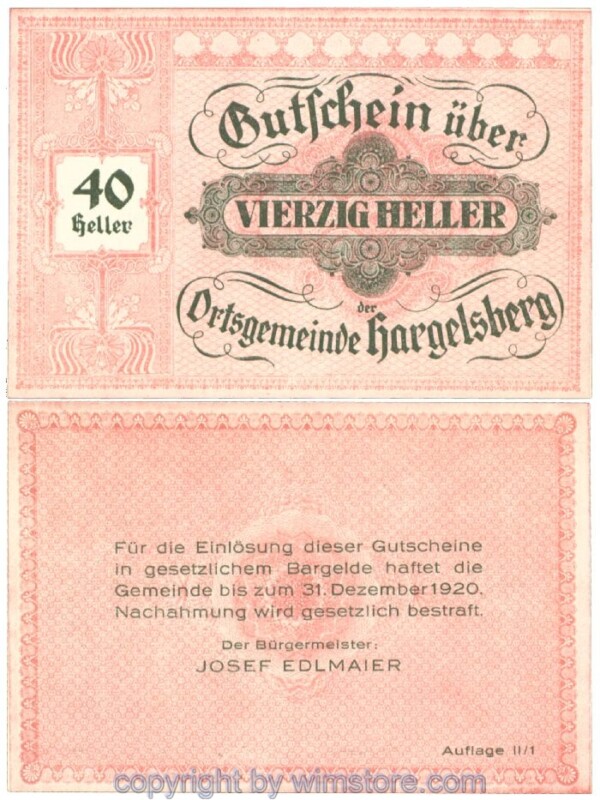 Gutschein über
40
Heller
VIERZIG HELLER
der
Ortsgemeinde Hargelsberg
Für die Einlösung dieser Gutscheine
in gesetzlichem Bargelde haftet die
Gemeinde bis zum 31. Dezember 1920.
Nachahmung wird gesetzlich bestraft.
Der Bürgermeister:
JOSEF EDLMAIER
Auflage II/1
copyright by wimstore.com